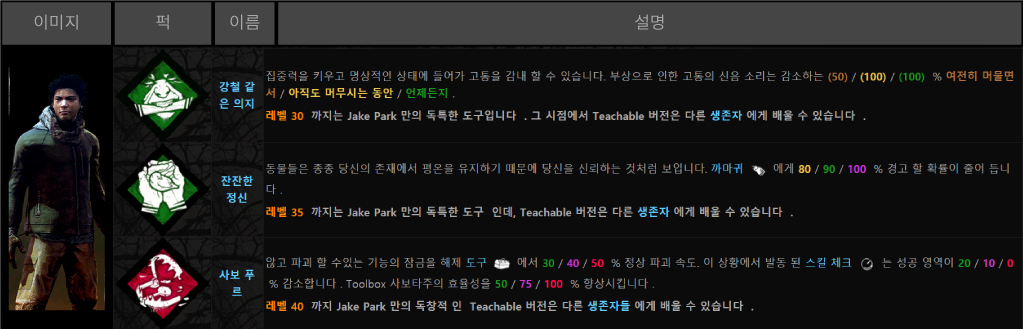 이미지 퍽 이름 설명
강철 같은 의지
집중력을 키우고 명상적인 상태에 들어가 고통을 감내 할 수 있습니다. 부상으로 인한 고통의 신음 소리는 감소하는 (50) / (100) / (100) % 여전히 머물면
서 / 아직도 머무시는 동안 / 언제든지 .
레벨 30 까지는 Jake Park 만의 독특한 도구입니다 . 그 시점에서 Teachable 버전은 다른 생존자 에게 배울 수 있습니다 .
잔잔한 정신
동물들은 종종 당신의 존재에서 평온을 유지하기 때문에 당신을 신뢰하는 것처럼 보입니다. 까마귀 에게 80 / 90 / 100 % 경고 할 확률이 줄어 듭니
다 .
레벨 35 까지는 Jake Park 만의 독특한 도구 인데, Teachable 버전은 다른 생존자 에게 배울 수 있습니다 .
사보 푸르
않고 파괴 할 수있는 기능의 잠금을 해제 도구 에서 30 / 40 / 50 % 정상 파괴 속도. 이 상황에서 발동 된 스킬 체크 는 성공 영역이 20 / 10 / 0
% 감소합니다 . Toolbox 사보타주의 효율성을 50 / 75 / 100 % 향상시킵니다 .
레벨 40 까지 Jake Park 만의 독창적 인 Teachable 버전은 다른 생존자들 에게 배울 수 있습니다 .